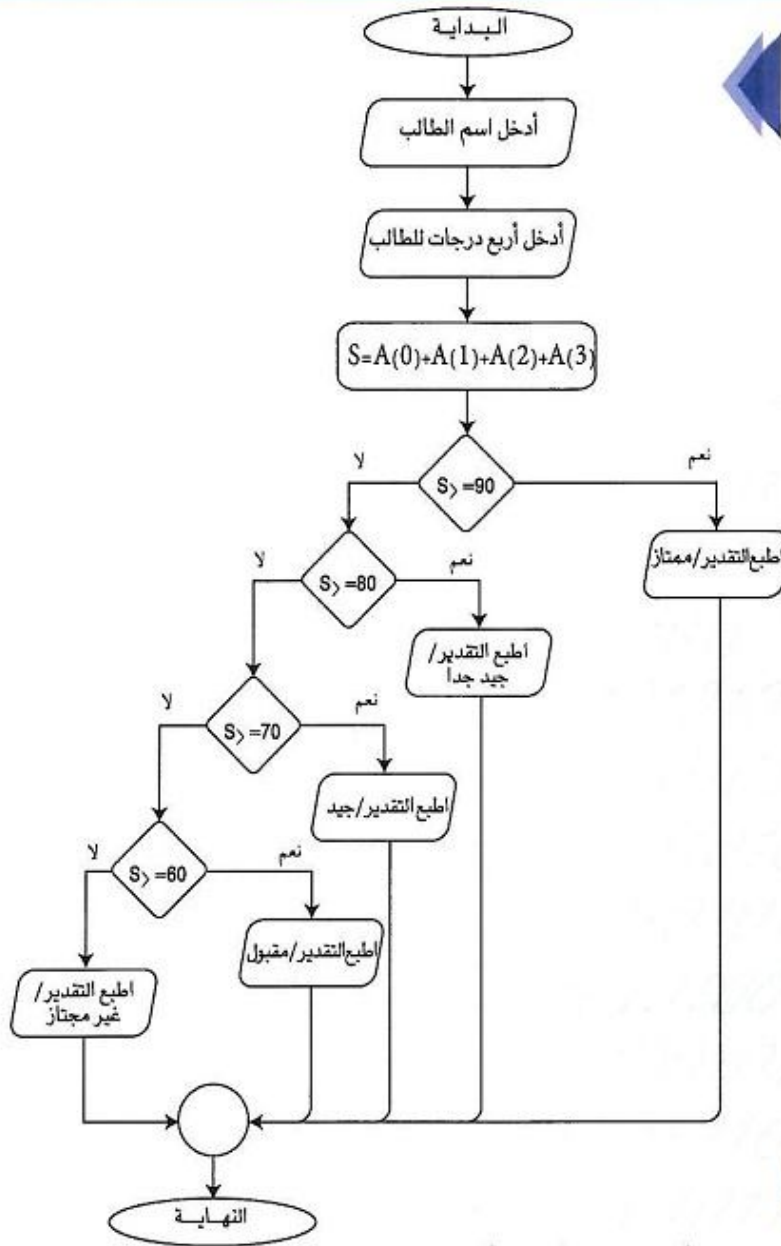 البداية
أدخل اسم الطالب
أدخل أربع درجات للطالب
S=A(0)+A(1)+A(2)+A(3)
نعم
لا
S>=90
اطبع التقدير/ممتاز
نعم
لا
S>=80
اطبع التقدير/
جيد جدا
نعم
لا
S>=70
اطبع التقدير/جيد
نعم
لا
S>=60
اطبع التقدير/مقبول
اطبع التقدير/
غير مجتاز
النهاية